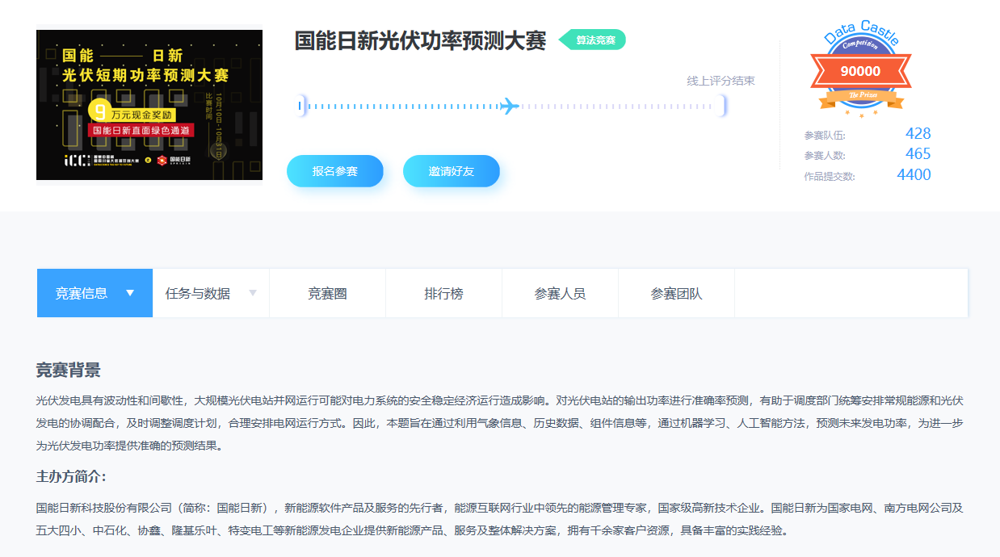 国能日新光伏功率预测大赛
算法竞赛
国能 日新
光伏短期功率预测大赛
9万元现金奖励
国能日新直面绿色通道
比赛时间
10月10日-10月31日
国能日新
线上评分结束
报名参赛
邀请好友
Data Castle
Competition
90000
The Prizes
参赛队伍: 428
参赛人数: 465
作品提交数: 4400
竞赛信息 ▼ 任务与数据 ▼ 竞赛圈 排行榜 参赛人员 参赛团队
竞赛背景
光伏发电具有波动性和间歇性，大规模光伏电站并网运行可能对电力系统的安全稳定经济运行造成影响。对光伏电站的输出功率进行准确率预测，有助于调度部门统筹安排常规能源和光伏
发电的协调配合，及时调整调度计划，合理安排电网运行方式。因此，本题旨在通过利用气象信息、历史数据、组件信息等，通过机器学习、人工智能方法，预测未来发电功率，为进一步
为光伏发电功率提供准确的预测结果。
主办方简介：
国能日新科技股份有限公司（简称：国能日新），新能源软件产品及服务的先行者，能源互联网行业中领先的能源管理专家，国家级高新技术企业。国能日新为国家电网、南方电网公司及
五大四小、中石化、协鑫、隆基乐叶、特变电工等新能源发电企业提供新能源产品、服务及整体解决方案，拥有千余家客户资源，具备丰富的实践经验。